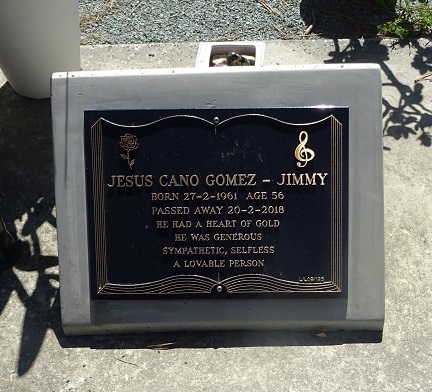 JESUS CANO GOMEZ - JIMMY
BORN 27-2-1961 AGE 56
PASSED AWAY 20-2-2018
HE HAD A HEART OF GOLD
HE WAS GENEROUS
SYMPATHETIC, SELFLESS
A LOVABLE PERSON